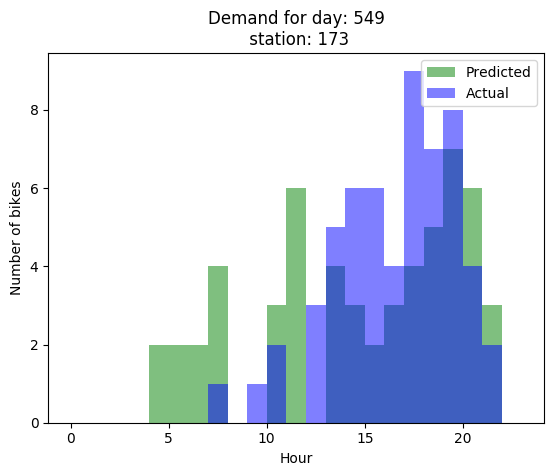 Demand for day: 549
station: 173
Predicted
Actual
Number of bikes
8
6
4
2
0
0
5
10
15
20
Hour